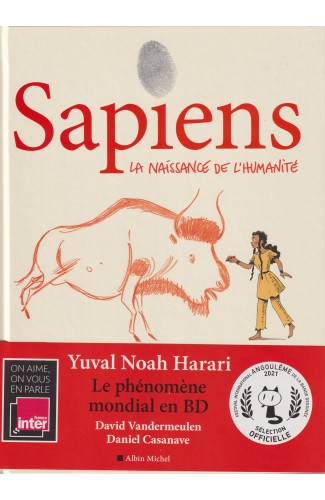 Sapiens
LA NAISSANCE DE L'HUMANITÉ
ON AIME,
ON VOUS
EN PARLE
france
inter
Yuval Noah Harari
Le phénomène
mondial en BD
David Vandermeulen
Daniel Casanave
Albin Michel
FESTIVAL INTERNATIONAL ANGOULÊME DE LA BANDE DESSINÉE
2021
SÉLECTION
OFFICIELLE